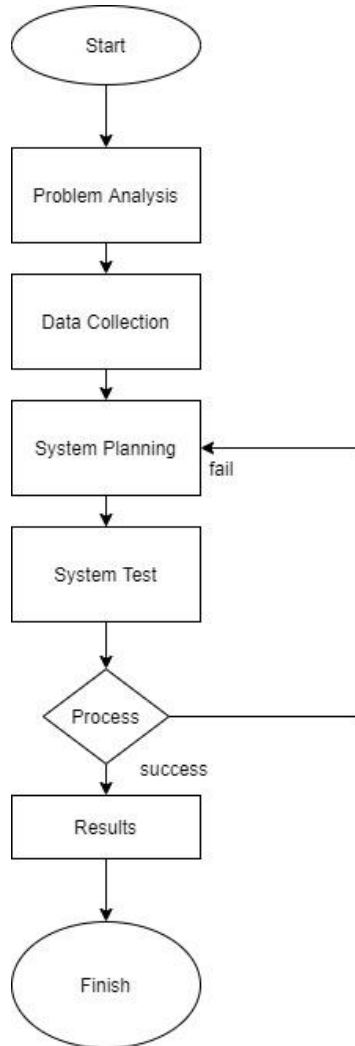 Start
Problem Analysis
Data Collection
System Planning
fail
System Test
Process
success
Results
Finish